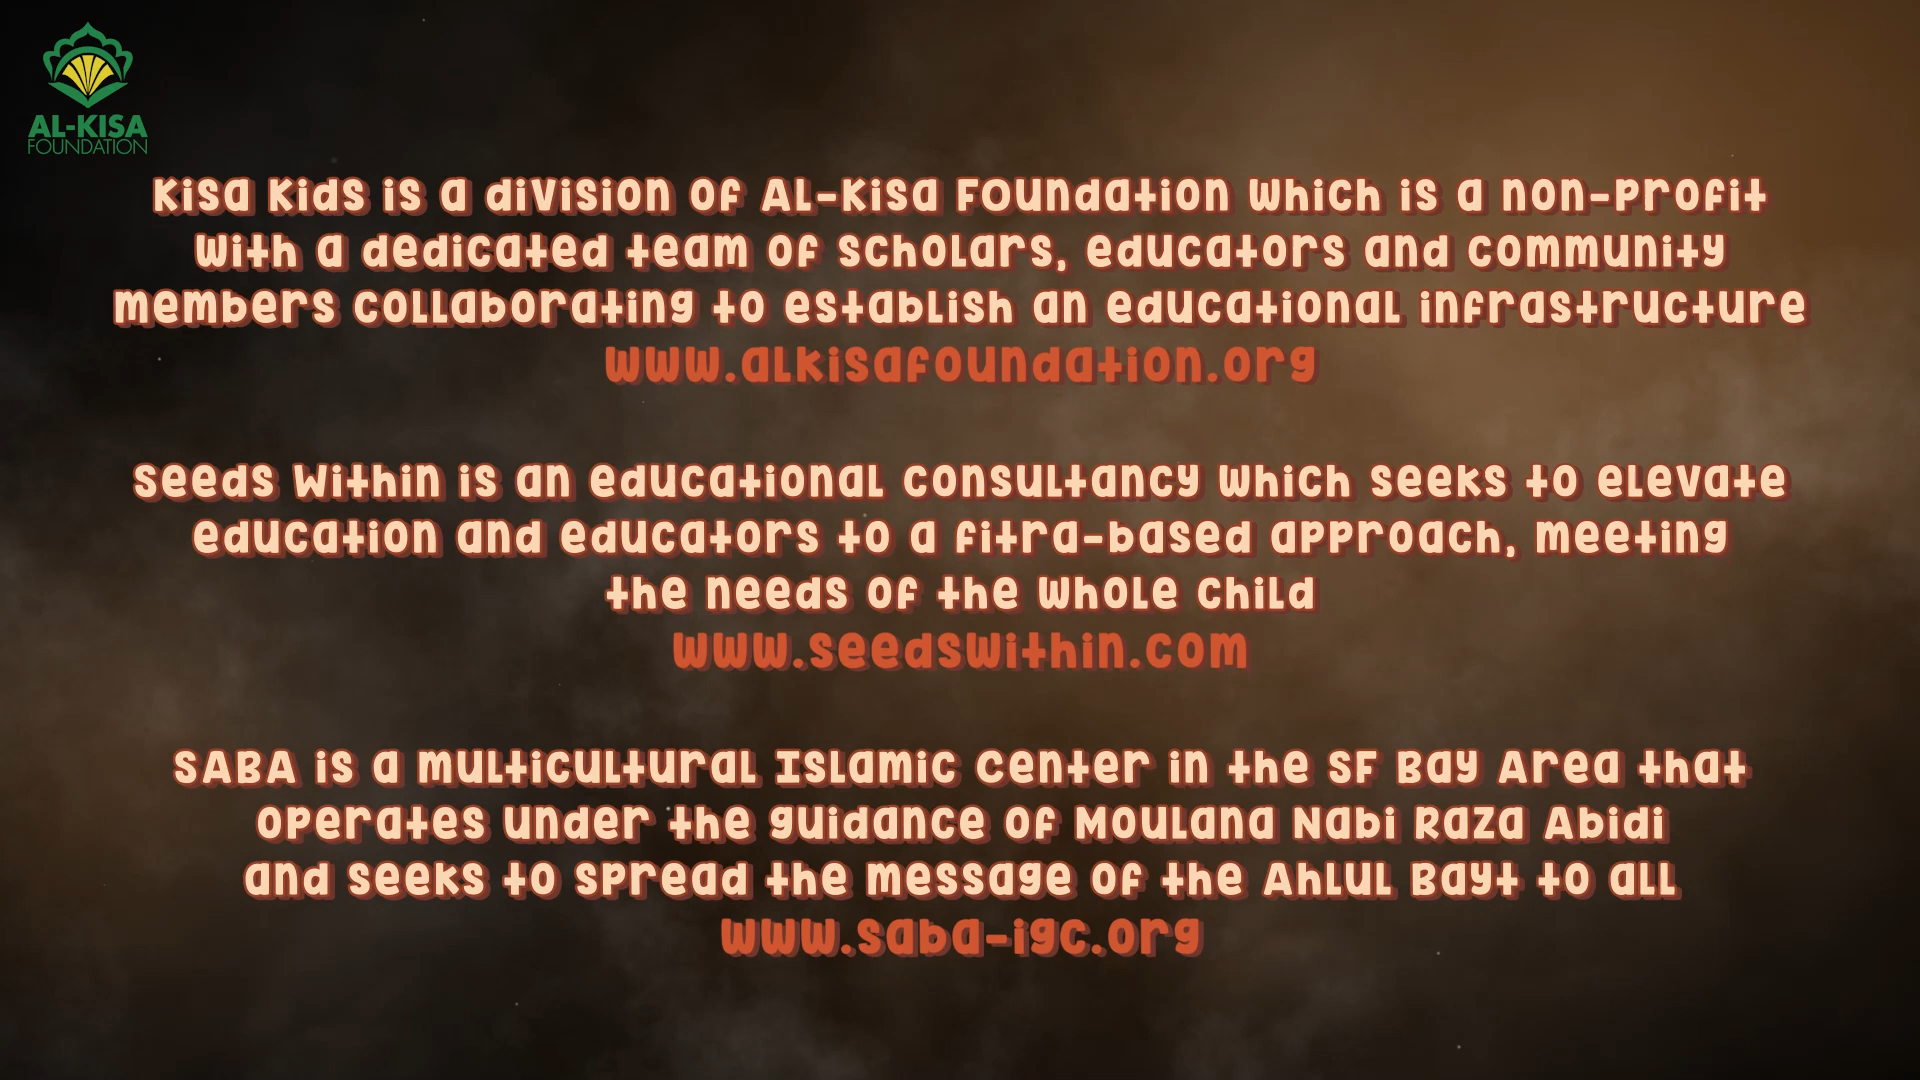 AL-KISA
FOUNDATION
Kisa Kids is a division of Al-Kisa Foundation which is a non-profit
with a dedicated team of scholars, educators and community
members collaborating to establish an educational infrastructure
www.alkisafoundation.org
Seeds Within is an educational consultancy which seeks to elevate
education and educators to a fitra-based approach, meeting
the needs of the whole child
www.seedswithin.com
SABA is a multicultural Islamic Center in the SF Bay Area that
operates under the guidance of Moulana Nabi Raza Abidi
and seeks to spread the message of the Ahlul Bayt to all
www.saba-igc.org